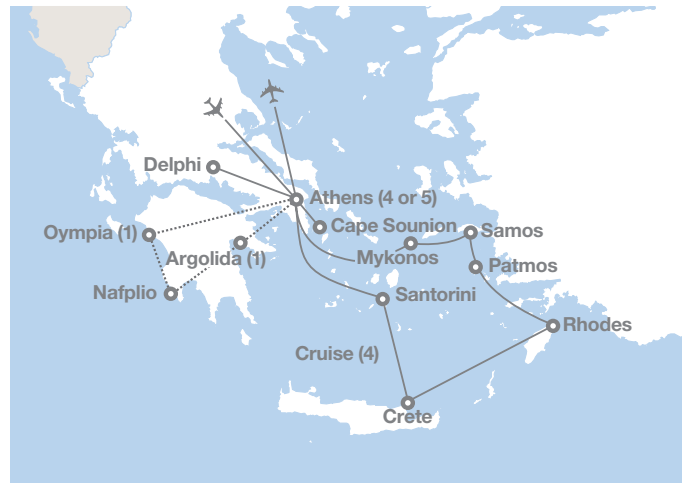 Delphi
Athens (4 or 5)
Cape Sounion
Oympia (1)
Samos
Argolida (1)
Mykonos
Patmos
Nafplio
Santorini
Rhodes
Cruise (4)
Crete